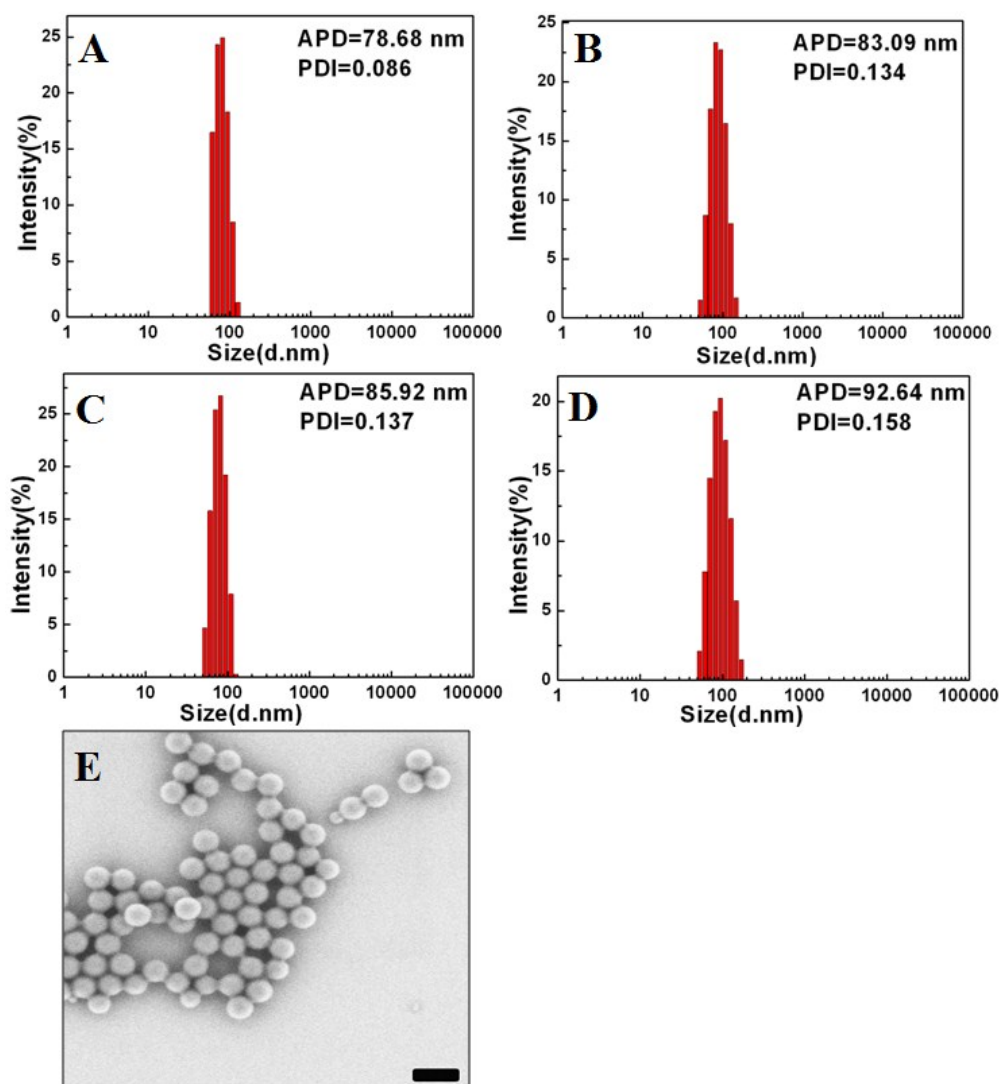 A
APD=78.68 nm
PDI=0.086
Intensity(%)
25
20
15
10
5
0
1 10 100 1000 10000 100000
Size(d.nm)
B
APD=83.09 nm
PDI=0.134
Intensity(%)
25
20
15
10
5
0
1 10 100 1000 10000 100000
Size(d.nm)
C
APD=85.92 nm
PDI=0.137
Intensity(%)
25
20
15
10
5
0
1 10 100 1000 10000 100000
Size(d.nm)
D
APD=92.64 nm
PDI=0.158
Intensity(%)
20
15
10
5
0
1 10 100 1000 10000 100000
Size(d.nm)
E